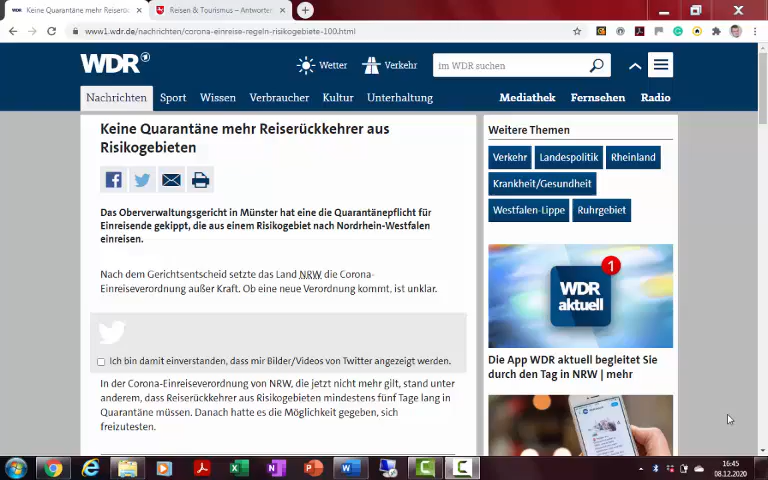 Keine Quarantäne mehr Reiserück
Reisen & Tourismus – Antworten
www1.wdr.de/nachrichten/corona-einreise-regeln-risikogebiete-100.html
WDR
Wetter
Verkehr
im WDR suchen
Nachrichten Sport Wissen Verbraucher Kultur Unterhaltung Mediathek Fernsehen Radio
Keine Quarantäne mehr Reiserückkehrer aus
Risikogebieten
Das Oberverwaltungsgericht in Münster hat eine die Quarantänepflicht für
Einreisende gekippt, die aus einem Risikogebiet nach Nordrhein-Westfalen
einreisen.
Nach dem Gerichtsentscheid setzte das Land NRW die Corona-
Einreiseverordnung außer Kraft. Ob eine neue Verordnung kommt, ist unklar.
Ich bin damit einverstanden, dass mir Bilder/Videos von Twitter angezeigt werden.
In der Corona-Einreiseverordnung von NRW, die jetzt nicht mehr gilt, stand unter
anderem, dass Reiserückkehrer aus Risikogebieten mindestens fünf Tage lang in
Quarantäne müssen. Danach hatte es die Möglichkeit gegeben, sich
freizutesten.
Weitere Themen
Verkehr Landespolitik Rheinland
Krankheit/Gesundheit
Westfalen-Lippe Ruhrgebiet
WDR
aktuell
1
Die App WDR aktuell begleitet Sie
durch den Tag in NRW | mehr
16:45
08.12.2020